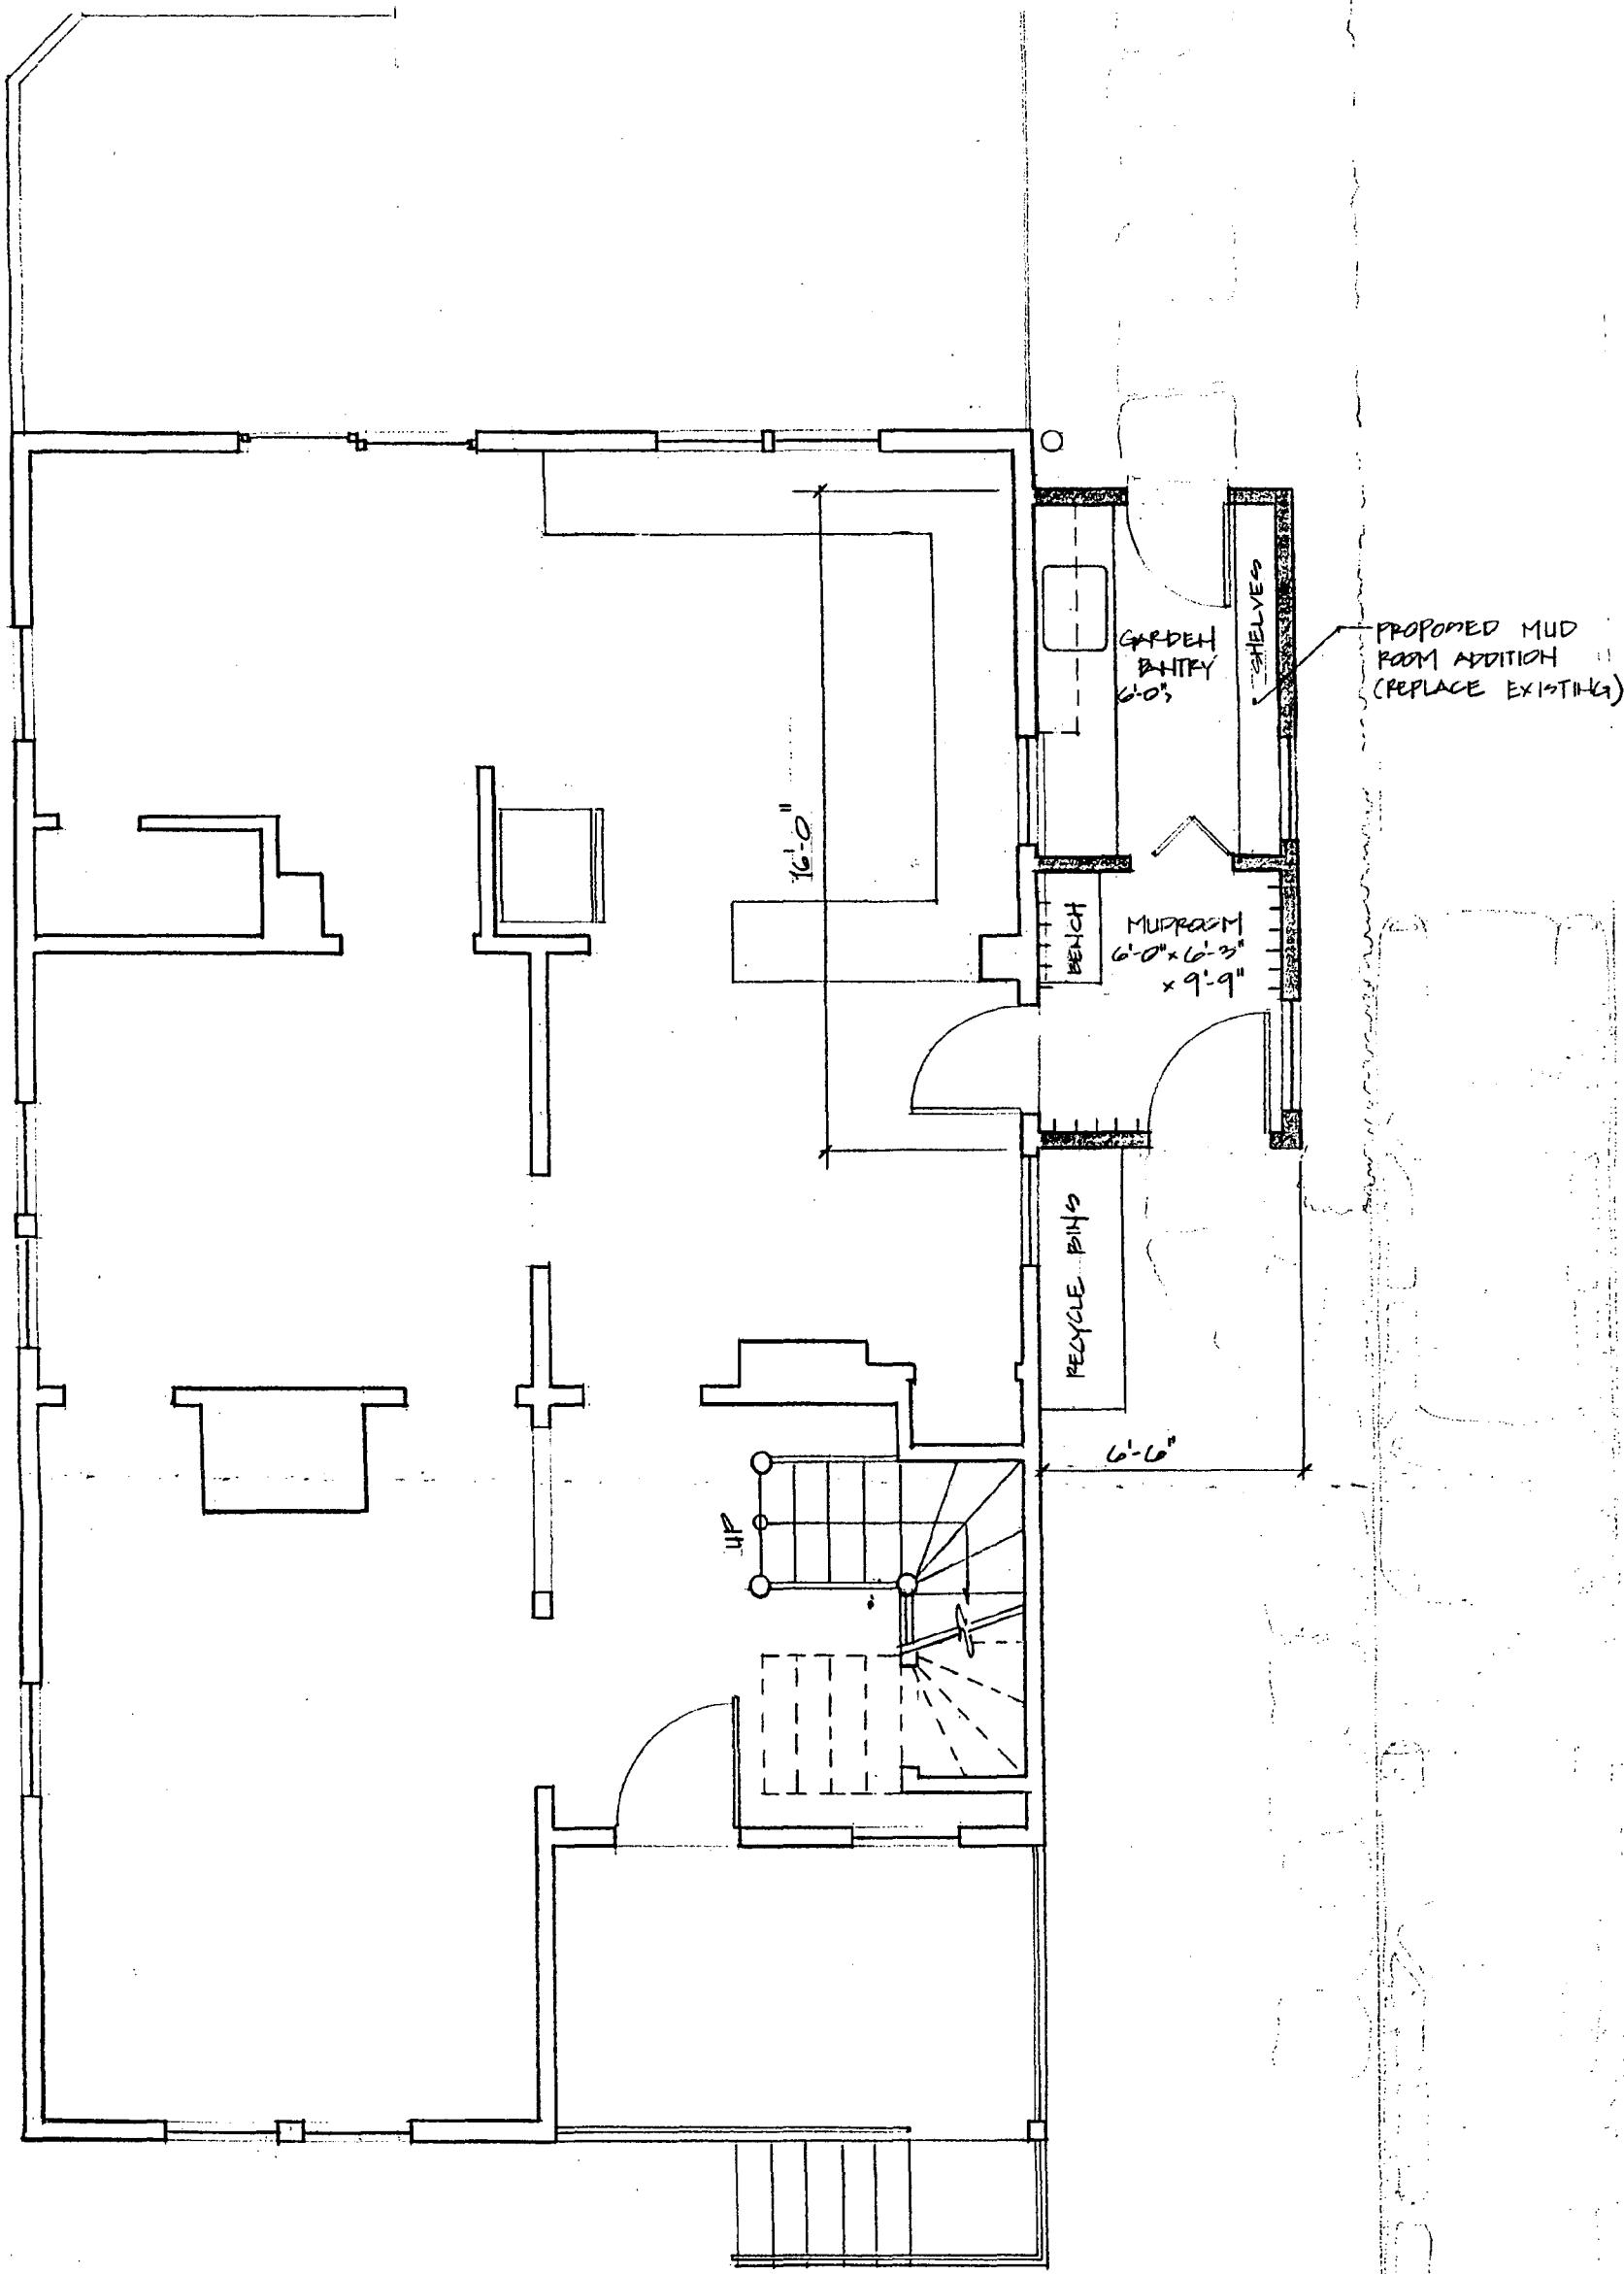 GARDEN
ENTRY
6'-0"
SHELVES
PROPOSED MUD
ROOM ADDITION
(REPLACE EXISTING)
16'-0"
BENCH
MUDROOM
6'-0" x 6'-3"
x 9'-9"
RECYCLE BINS
6'-6"
UP